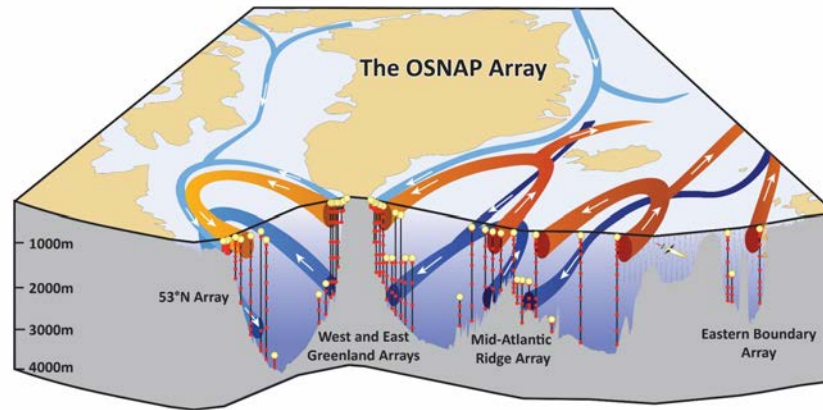 The OSNAP Array
1000m
2000m
3000m
4000m
53°N Array
West and East
Greenland Arrays
Mid-Atlantic
Ridge Array
Eastern Boundary
Array